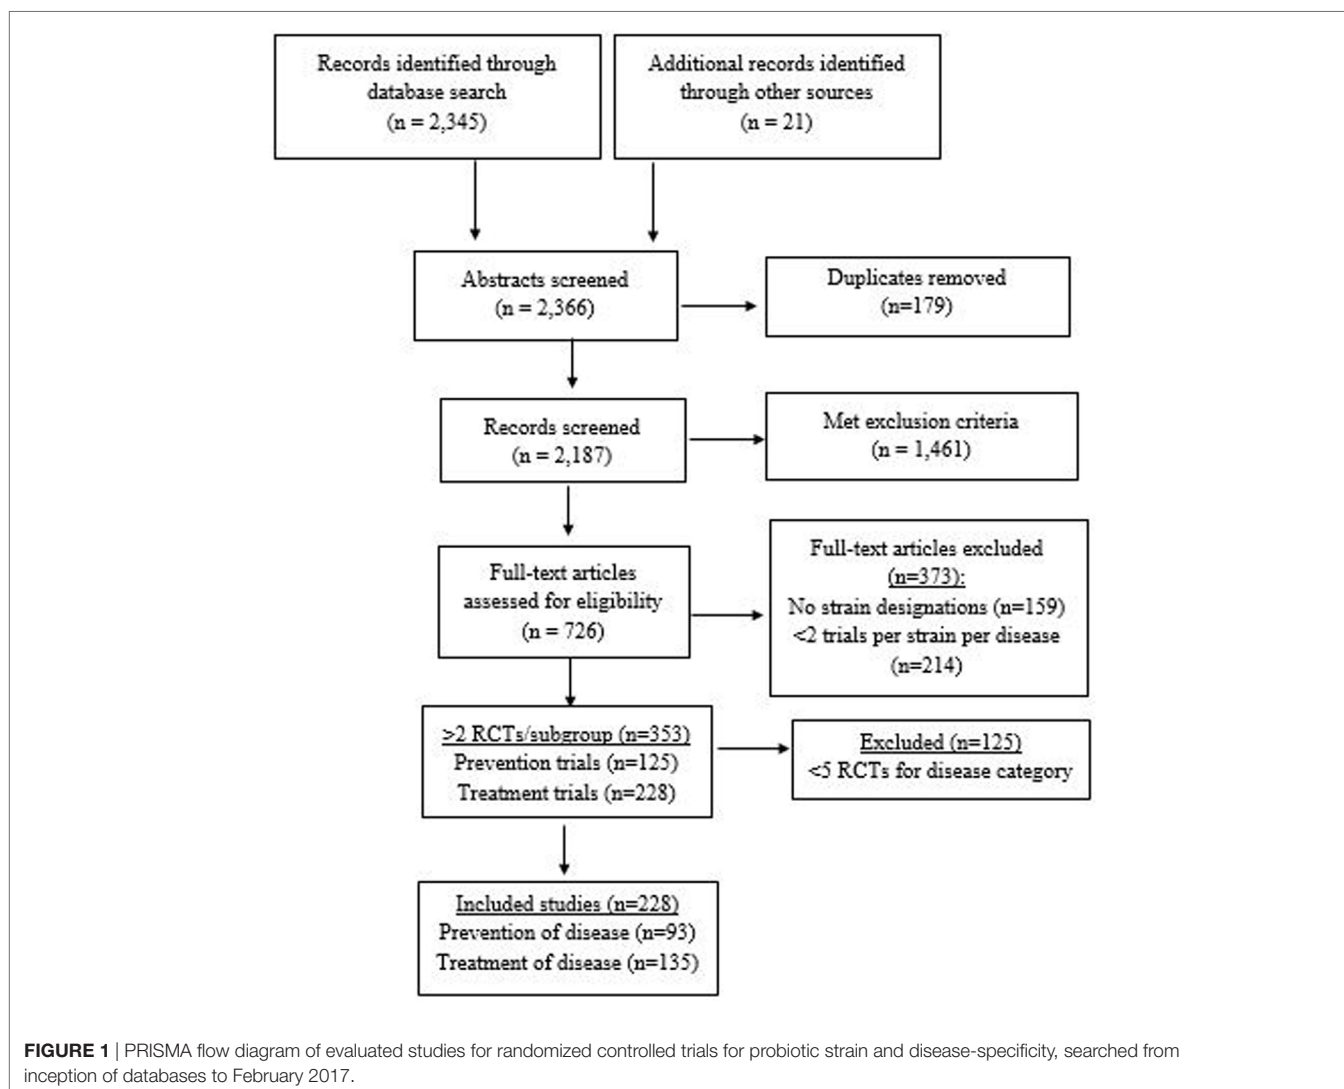 Records identified through
database search
(n = 2,345)
Additional records identified
through other sources
(n = 21)
Abstracts screened
(n = 2,366)
Duplicates removed
(n=179)
Records screened
(n = 2,187)
Met exclusion criteria
(n = 1,461)
Full-text articles
assessed for eligibility
(n = 726)
Full-text articles excluded
(n=373):
No strain designations (n=159)
<2 trials per strain per disease
(n=214)
>2 RCTs/subgroup (n=353)
Prevention trials (n=125)
Treatment trials (n=228)
Excluded (n=125)
<5 RCTs for disease category
Included studies (n=228)
Prevention of disease (n=93)
Treatment of disease (n=135)
FIGURE 1 | PRISMA flow diagram of evaluated studies for randomized controlled trials for probiotic strain and disease-specificity, searched from
inception of databases to February 2017.